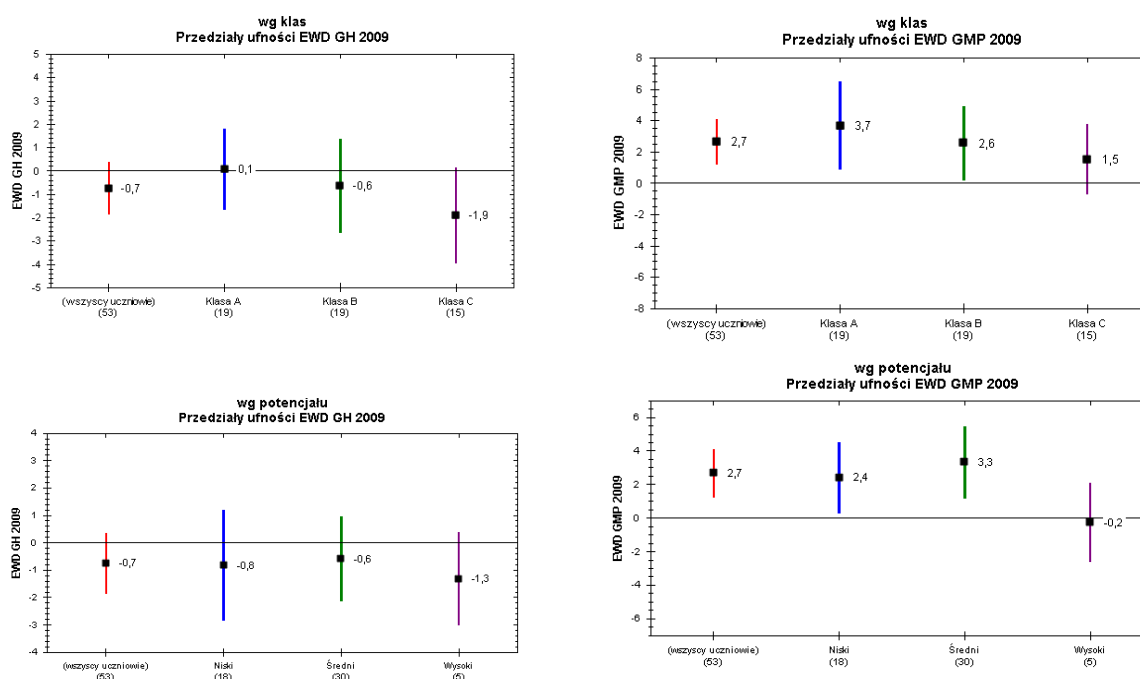 wg klas
Przedziały ufności EWD GH 2009
EWD GH 2009
5
4
3
2
1
0
-1
-2
-3
-4
-5
-0,7
0,1
-0,6
-1,9
(wszyscy uczniowie)
(53)
Klasa A
(19)
Klasa B
(19)
Klasa C
(15)
wg klas
Przedziały ufności EWD GMP 2009
EWD GMP 2009
8
6
4
2
0
-2
-4
-6
-8
2,7
3,7
2,6
1,5
(wszyscy uczniowie)
(53)
Klasa A
(19)
Klasa B
(19)
Klasa C
(15)
wg potencjału
Przedziały ufności EWD GH 2009
EWD GH 2009
4
3
2
1
0
-1
-2
-3
-4
-0,7
-0,8
-0,6
-1,3
(wszyscy uczniowie)
(53)
Niski
(18)
Średni
(30)
Wysoki
(5)
wg potencjału
Przedziały ufności EWD GMP 2009
EWD GMP 2009
6
4
2
0
-2
-4
-6
2,7
2,4
3,3
-0,2
(wszyscy uczniowie)
(53)
Niski
(18)
Średni
(30)
Wysoki
(5)